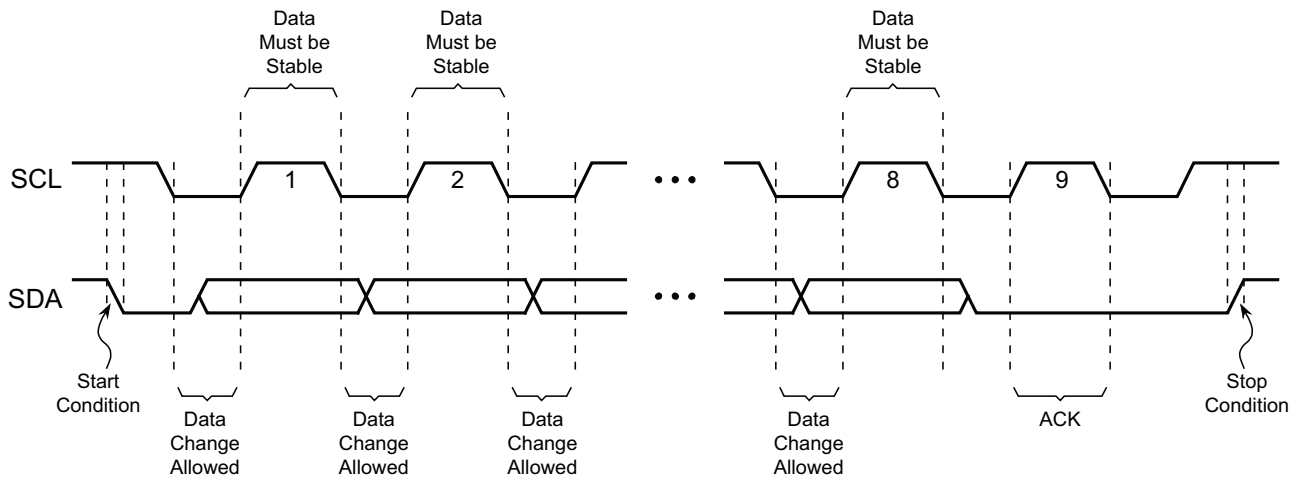 Data
Must be
Stable
Data
Must be
Stable
Data
Must be
Stable
SCL
1
2
8
9
SDA
Start
Condition
Data
Change
Allowed
Data
Change
Allowed
Data
Change
Allowed
Data
Change
Allowed
ACK
Stop
Condition